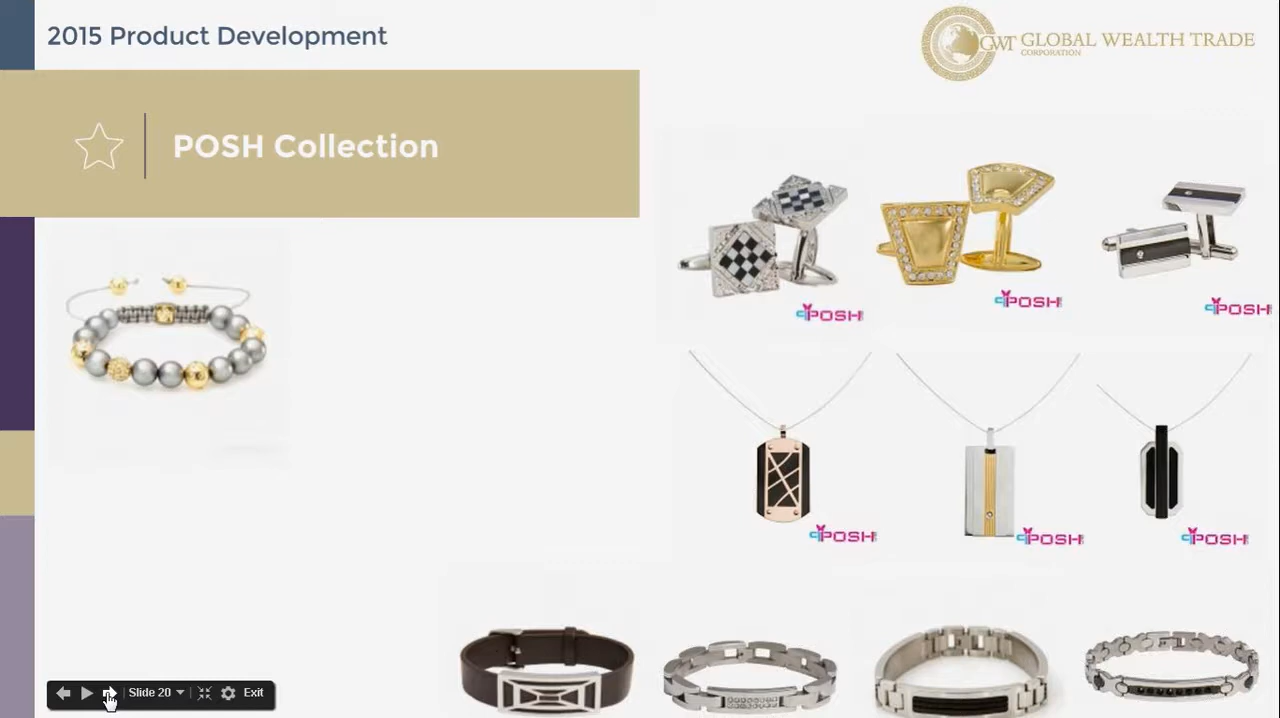 2015 Product Development
GWT GLOBAL WEALTH TRADE
CORPORATION
POSH Collection
POSH
POSH
POSH
POSH
POSH
POSH
Slide 20
Exit